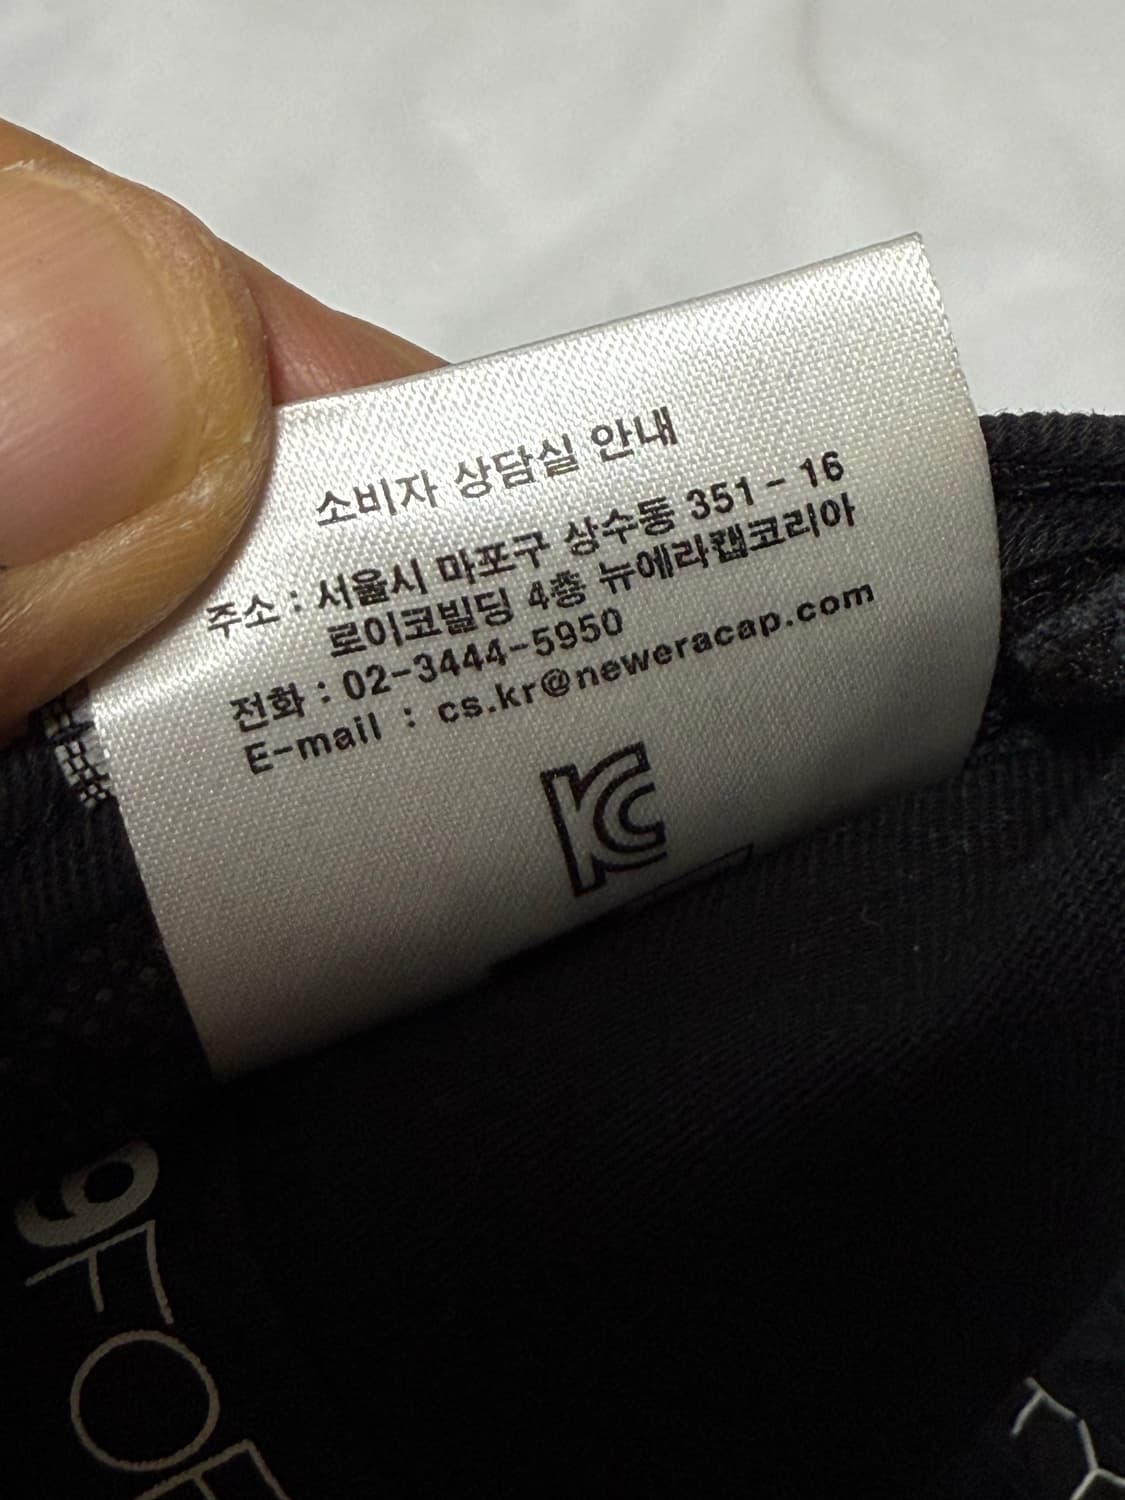 소비자 상담실 안내
주소 : 서울시 마포구 상수동 351 - 16
로이코빌딩 4층 뉴에라캡코리아
전화 : 02-3444-5950
E-mail : cs.kr@neweracap.com
KC
9FO